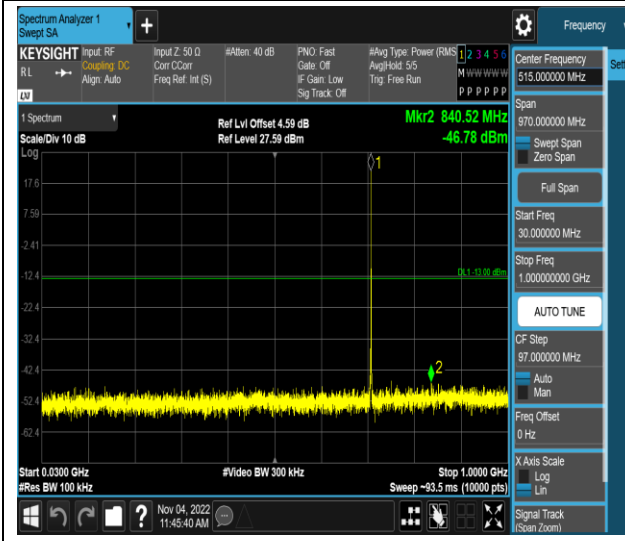 Spectrum Analyzer 1
Swept SA
Frequency
KEYSIGHT
RL
LXI
Input: RF
Coupling: DC
Align: Auto
Input Z: 50 Ω
Corr CCorr
Freq Ref: Int (S)
#Atten: 40 dB
PNO: Fast
Gate: Off
IF Gain: Low
Sig Track: Off
#Avg Type: Power (RMS
Avg|Hold: 5/5
Trig: Free Run
1 2 3 4 5 6
M W W W W W
P P P P P P
1 Spectrum
Scale/Div 10 dB
Log
Ref Lvl Offset 4.59 dB
Ref Level 27.59 dBm
Mkr2 840.52 MHz
-46.78 dBm
1
17.6
7.59
-2.41
-12.4
DL1 -13.00 dBm
-22.4
-32.4
-42.4
2
-52.4
-62.4
Start 0.0300 GHz
#Res BW 100 kHz
#Video BW 300 kHz
Stop 1.0000 GHz
Sweep ~93.5 ms (10000 pts)
Nov 04, 2022
11:45:40 AM
Center Frequency
515.000000 MHz
Span
970.000000 MHz
Swept Span
Zero Span
Full Span
Start Freq
30.000000 MHz
Stop Freq
1.000000000 GHz
AUTO TUNE
CF Step
97.000000 MHz
Auto
Man
Freq Offset
0 Hz
X Axis Scale
Log
Lin
Signal Track
(Span Zoom)